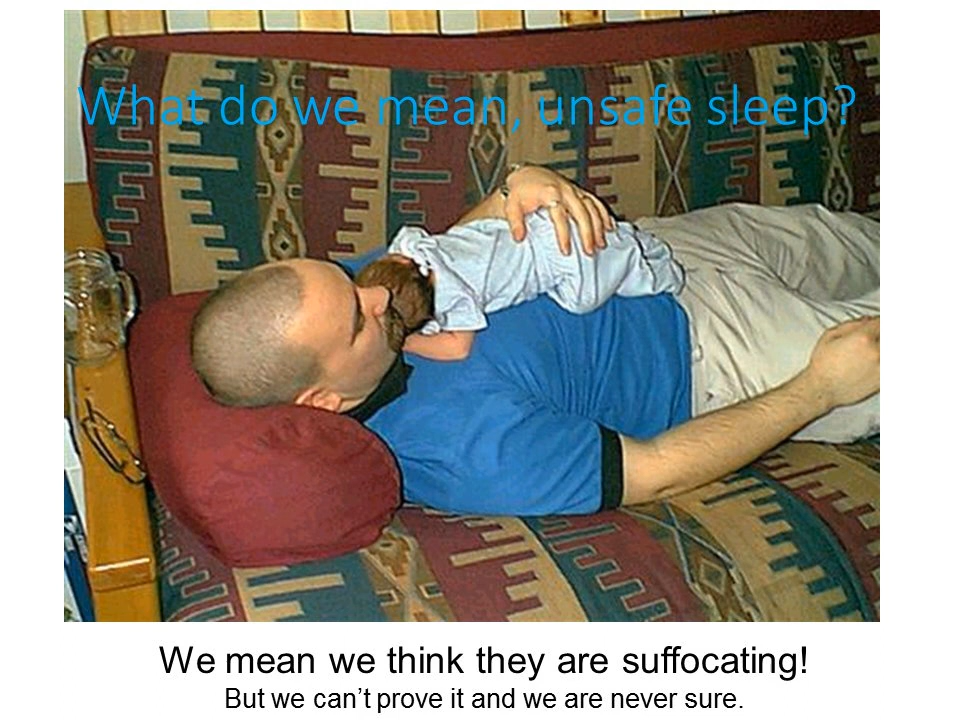 What do we mean, unsafe sleep?
We mean we think they are suffocating!
But we can’t prove it and we are never sure.